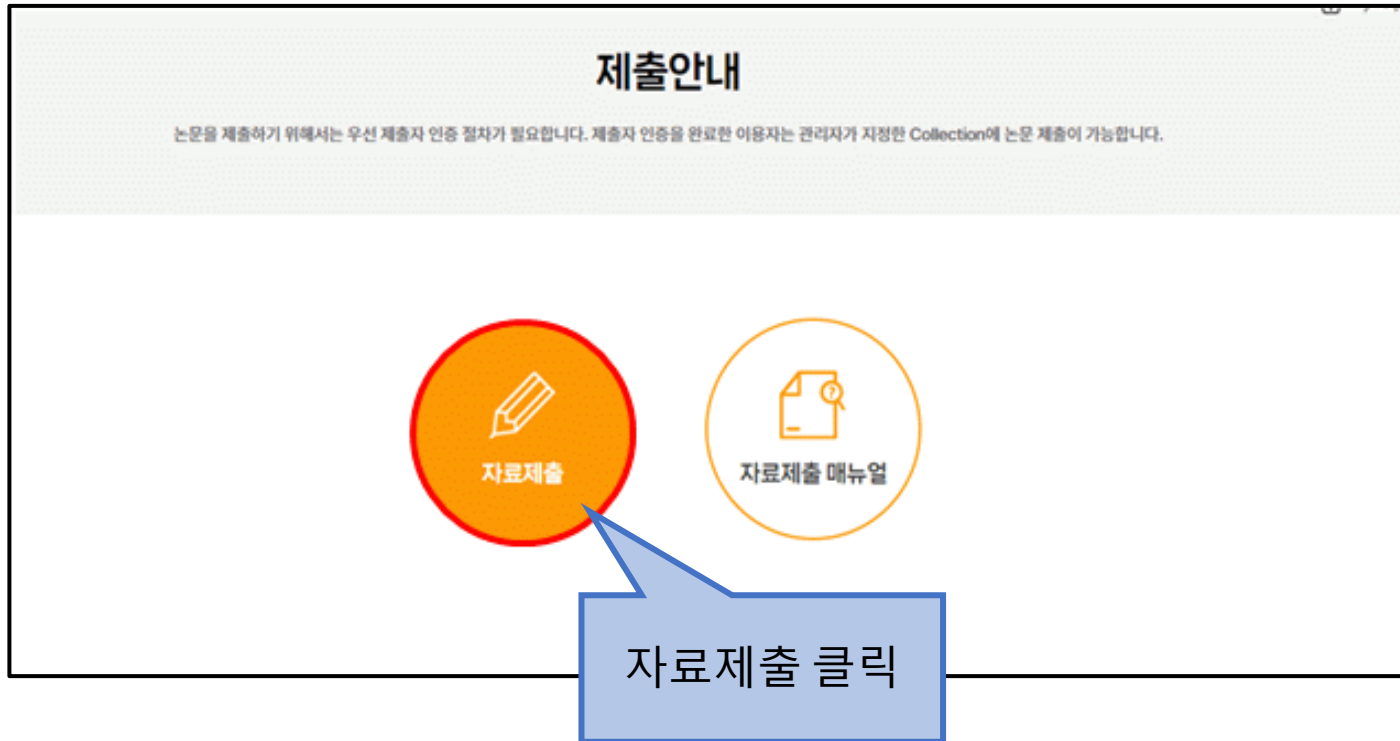 제출안내
논문을 제출하기 위해서는 우선 제출자 인증 절차가 필요합니다. 제출자 인증을 완료한 이용자는 관리자가 지정한 Collection에 논문 제출이 가능합니다.
자료제출
자료제출 매뉴얼
자료제출 클릭